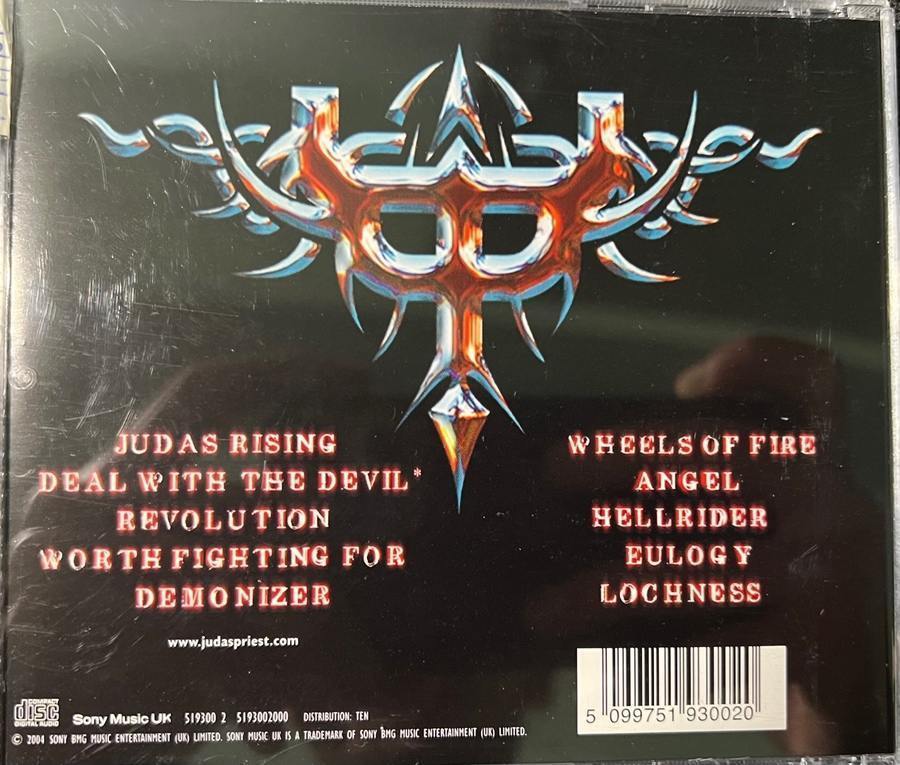 JUDAS RISING
DEAL WITH THE DEVIL*
REVOLUTION
WORTH FIGHTING FOR
DEMONIZER
WHEELS OF FIRE
ANGEL
HELLRIDER
EULOGY
LOCHNESS
www.judaspriest.com
COMPACT
disc
DIGITAL AUDIO
Sony Music UK 519300 2 5193002000 DISTRIBUTION: TEN
© 2004 SONY BMG MUSIC ENTERTAINMENT (UK) LIMITED. SONY MUSIC UK IS A TRADEMARK OF SONY BMG MUSIC ENTERTAINMENT (UK) LIMITED.
5 099751 930020